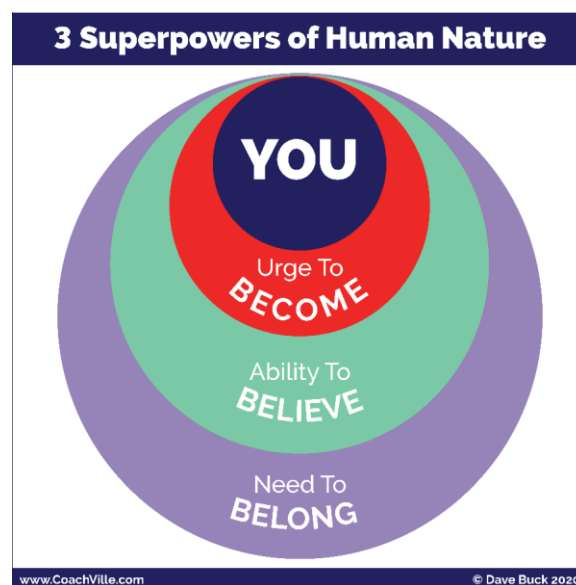 3 Superpowers of Human Nature
YOU
Urge To
BECOME
Ability To
BELIEVE
Need To
BELONG
www.CoachVille.com
© Dave Buck 2020